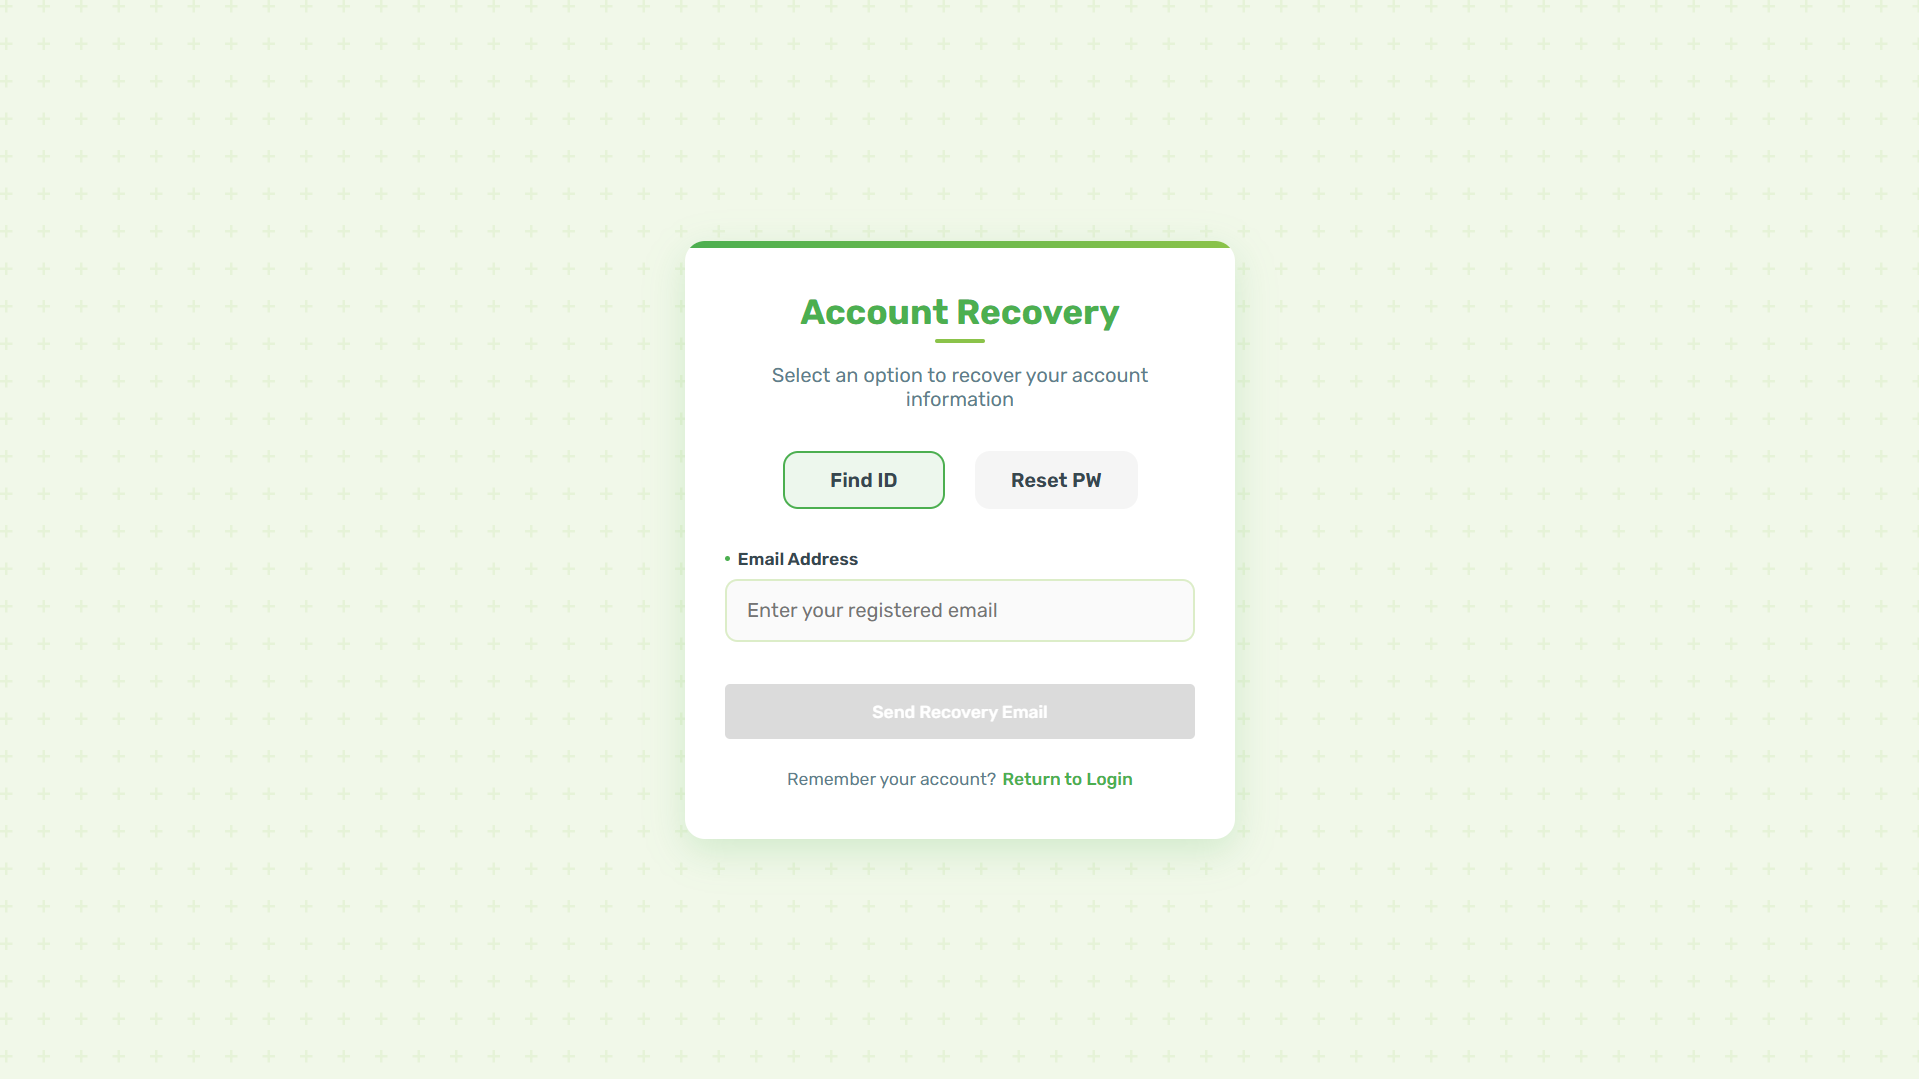 Account Recovery
Select an option to recover your account
information
Find ID
Reset PW
Email Address
Enter your registered email
Send Recovery Email
Remember your account? Return to Login